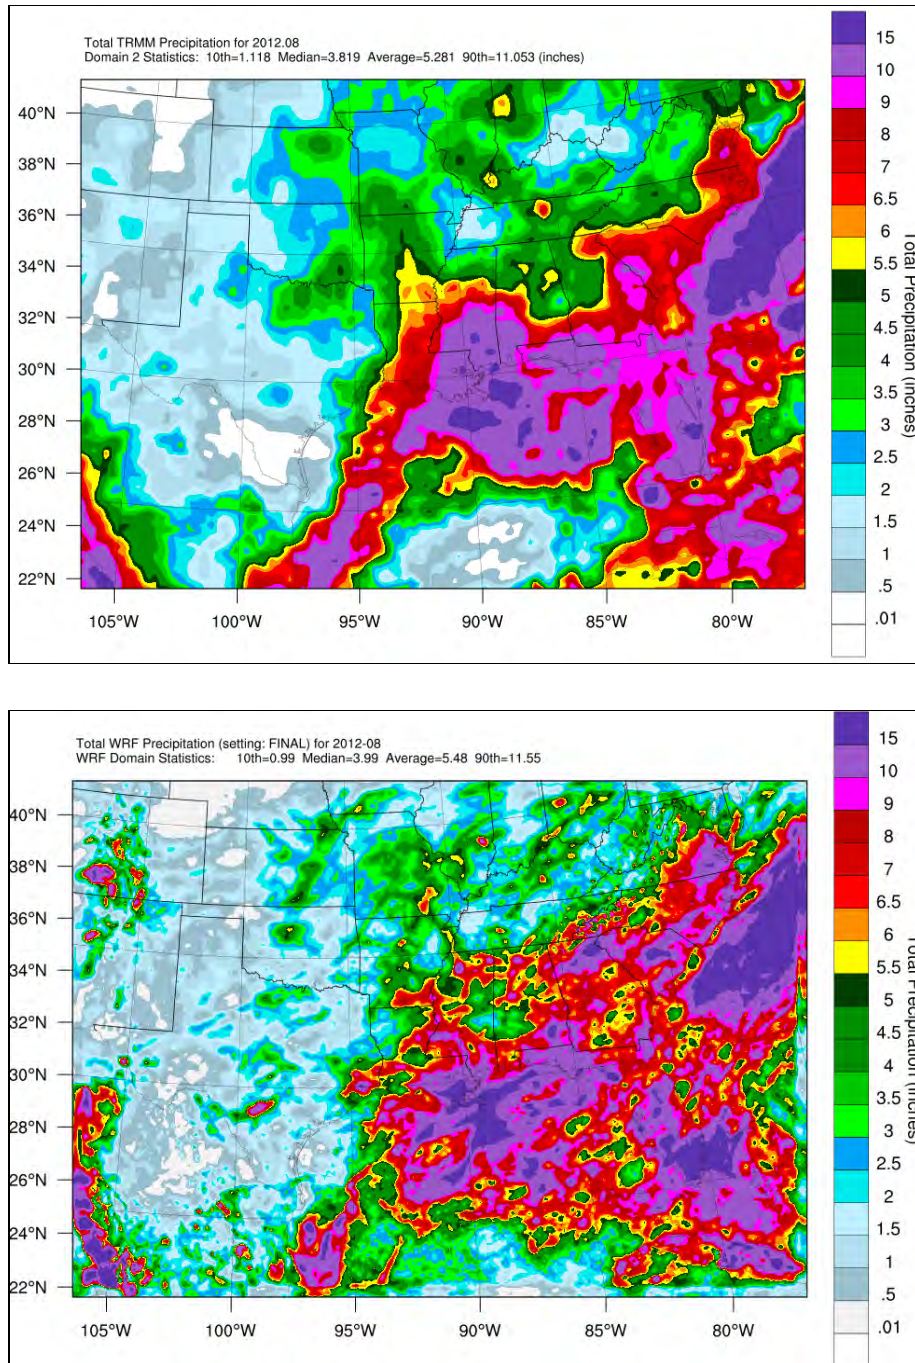 Total TRMM Precipitation for 2012.08
Domain 2 Statistics: 10th=1.118 Median=3.819 Average=5.281 90th=11.053 (inches)
40°N
38°N
36°N
34°N
32°N
30°N
28°N
26°N
24°N
22°N
105°W 100°W 95°W 90°W 85°W 80°W
15
10
9
8
7
6.5
6
5.5
5
4.5
4
3.5
3
2.5
2
1.5
1
.5
.01
Total Precipitation (inches)
Total WRF Precipitation (setting: FINAL) for 2012-08
WRF Domain Statistics: 10th=0.99 Median=3.99 Average=5.48 90th=11.55
40°N
38°N
36°N
34°N
32°N
30°N
28°N
26°N
24°N
22°N
105°W 100°W 95°W 90°W 85°W 80°W
15
10
9
8
7
6.5
6
5.5
5
4.5
4
3.5
3
2.5
2
1.5
1
.5
.01
Total Precipitation (inches)